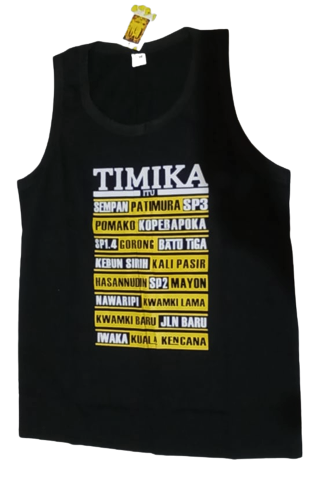 TIMIKA
ITU
SEMPAN PATIMURA SP3
POMAKO KOPERAPOKA
SP1.4 GORONG BATU TIGA
KEBUN SIRIH KALI PASIR
HASANNUDIN SP2 MAYON
NAWARIPI KWAMKI LAMA
KWAMKI BARU JLN BARU
IWAKA KUALA KENCANA